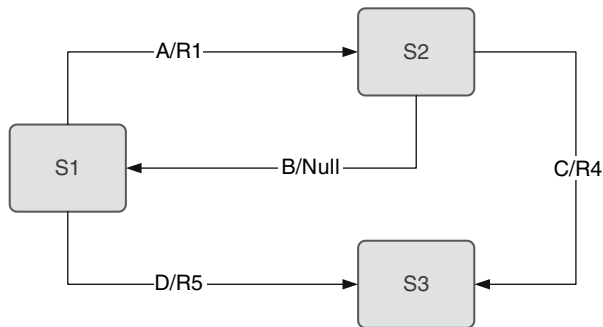 A/R1
S2
S1
B/Null
C/R4
D/R5
S3